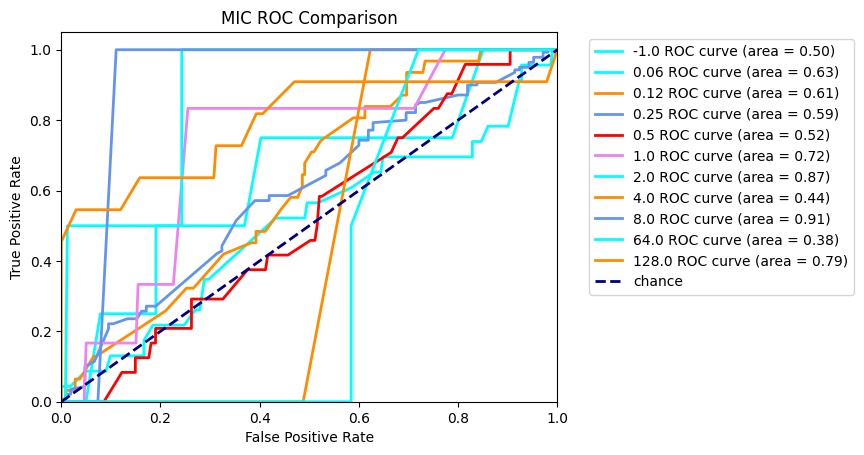 MIC ROC Comparison
1.0
0.8
0.6
0.4
0.2
0.0
True Positive Rate
0.0 0.2 0.4 0.6 0.8 1.0
False Positive Rate
-1.0 ROC curve (area = 0.50)
0.06 ROC curve (area = 0.63)
0.12 ROC curve (area = 0.61)
0.25 ROC curve (area = 0.59)
0.5 ROC curve (area = 0.52)
1.0 ROC curve (area = 0.72)
2.0 ROC curve (area = 0.87)
4.0 ROC curve (area = 0.44)
8.0 ROC curve (area = 0.91)
64.0 ROC curve (area = 0.38)
128.0 ROC curve (area = 0.79)
chance